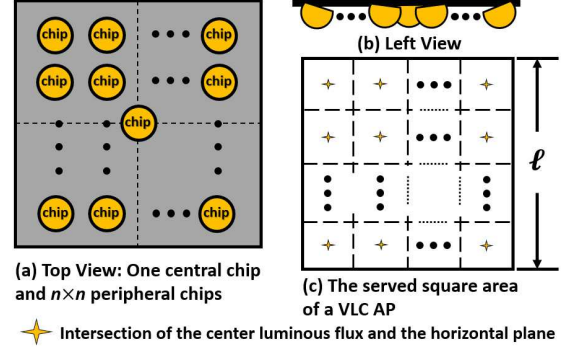 chip chip chip
(b) Left View
chip chip chip
chip
ℓ
chip chip chip
(a) Top View: One central chip
and n×n peripheral chips
(c) The served square area
of a VLC AP
Intersection of the center luminous flux and the horizontal plane